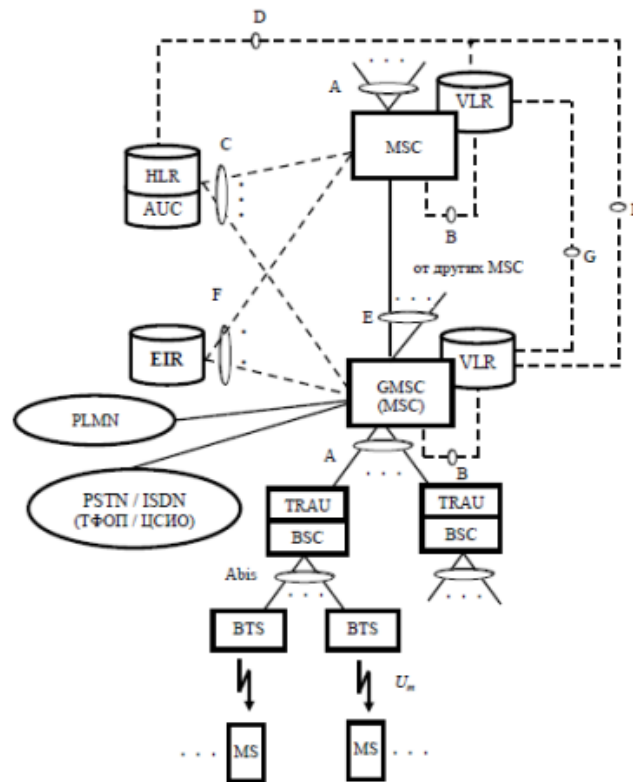 D
A
VLR
C
MSC
HLR
AUC
B
G
от других MSC
F
E
EIR
VLR
GMSC
(MSC)
PLMN
A
B
PSTN / ISDN
(ТФОП / ЦСИО)
TRAU
BSC
TRAU
BSC
Abis
BTS
BTS
Um
MS
MS